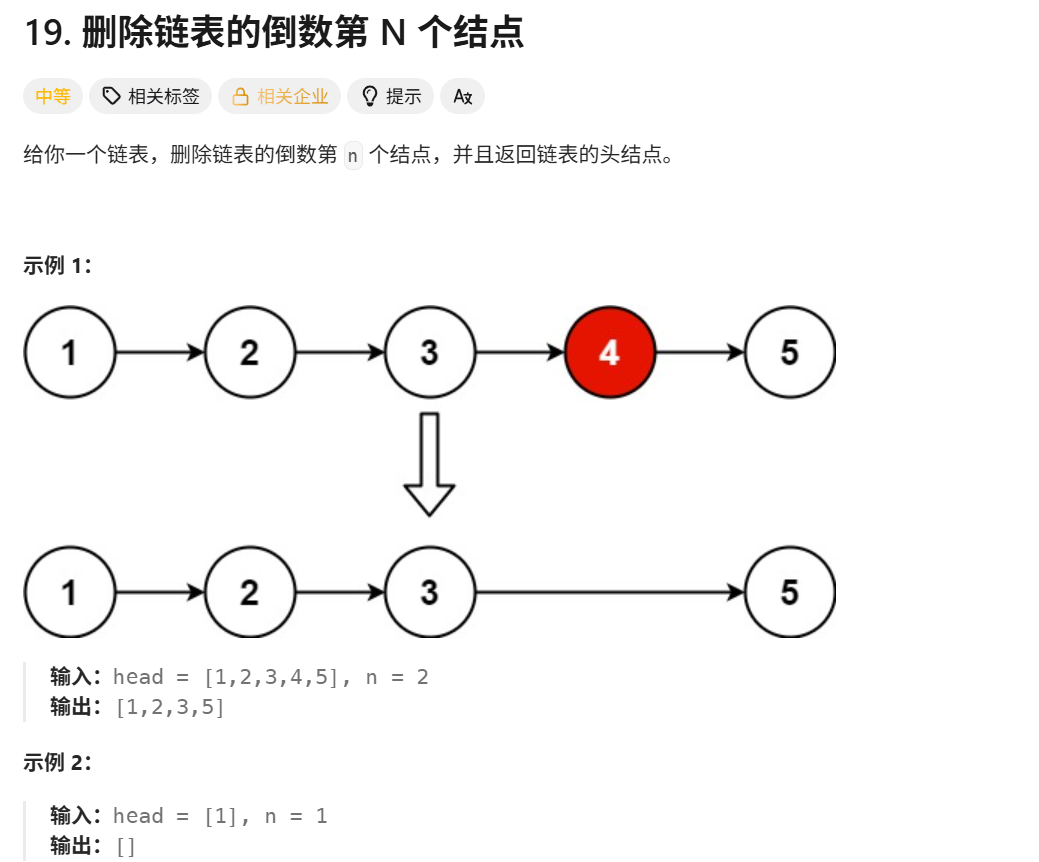 19. 删除链表的倒数第 N 个结点
中等 相关标签 相关企业 提示 A文
给你一个链表，删除链表的倒数第 n 个结点，并且返回链表的头结点。
示例 1：
1 2 3 4 5
1 2 3 5
输入：head = [1,2,3,4,5], n = 2
输出：[1,2,3,5]
示例 2：
输入：head = [1], n = 1
输出：[]